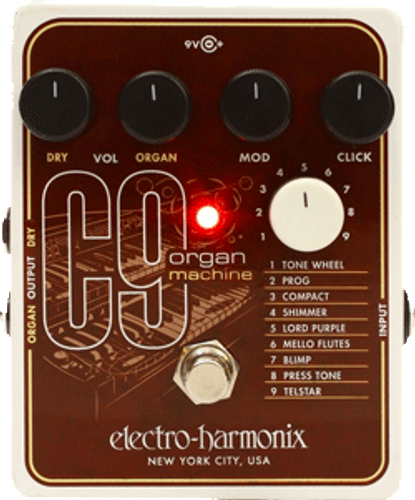 9V +
DRY VOL ORGAN MOD CLICK
C9
organ
machine
1 2 3 4 5 6 7 8 9
1 TONE WHEEL
2 PROG
3 COMPACT
4 SHIMMER
5 LORD PURPLE
6 MELLO FLUTES
7 BLIMP
8 PRESS TONE
9 TELSTAR
ORGAN OUTPUT DRY
INPUT
electro-harmonix
NEW YORK CITY, USA